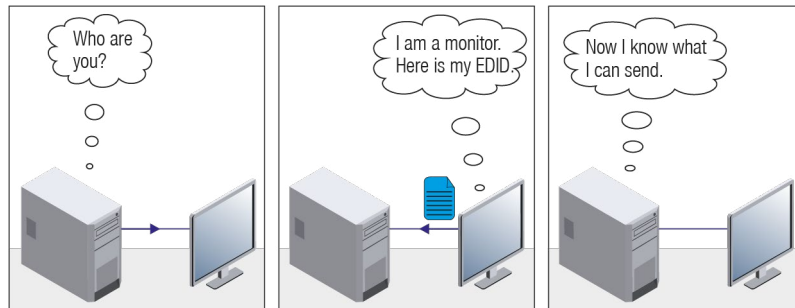 Who are
you?
I am a monitor.
Here is my EDID.
Now I know what
I can send.